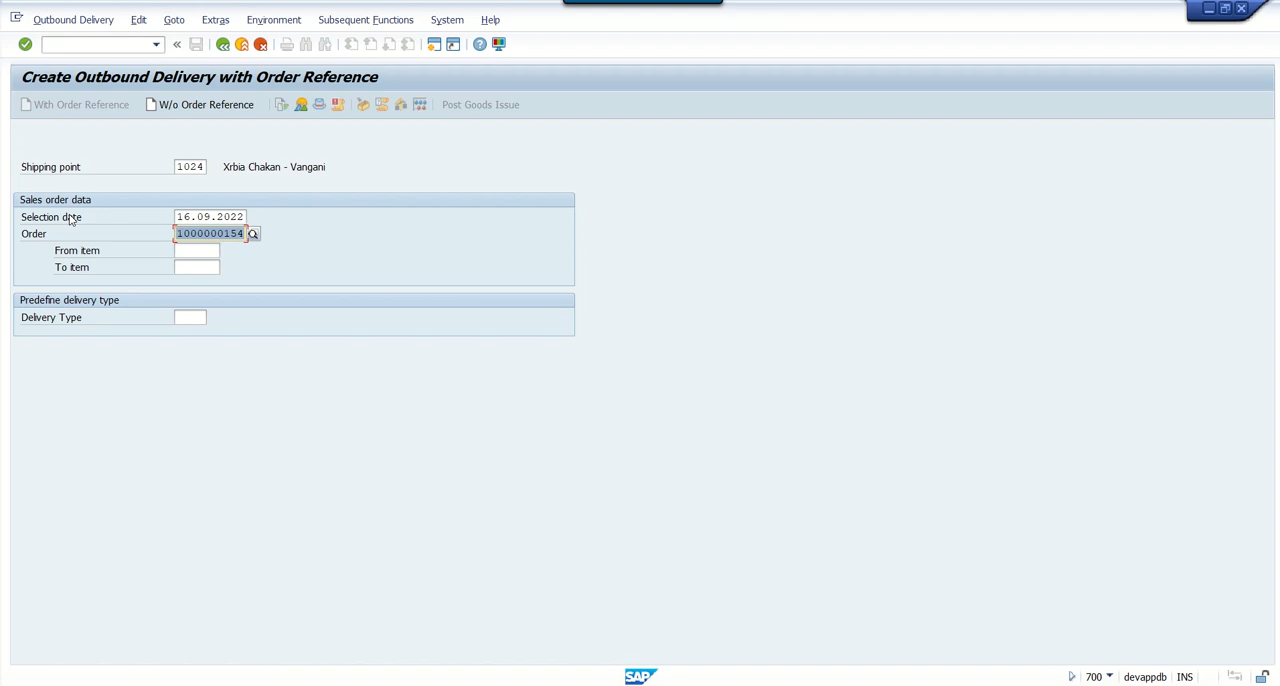 Outbound Delivery Edit Goto Extras Environment Subsequent Functions System Help
Create Outbound Delivery with Order Reference
With Order Reference W/o Order Reference Post Goods Issue
Shipping point 1024 Xrbia Chakan - Vangani
Sales order data
Selection date 16.09.2022
Order 1000000154
From item
To item
Predefine delivery type
Delivery Type
SAP 700 devappdb INS